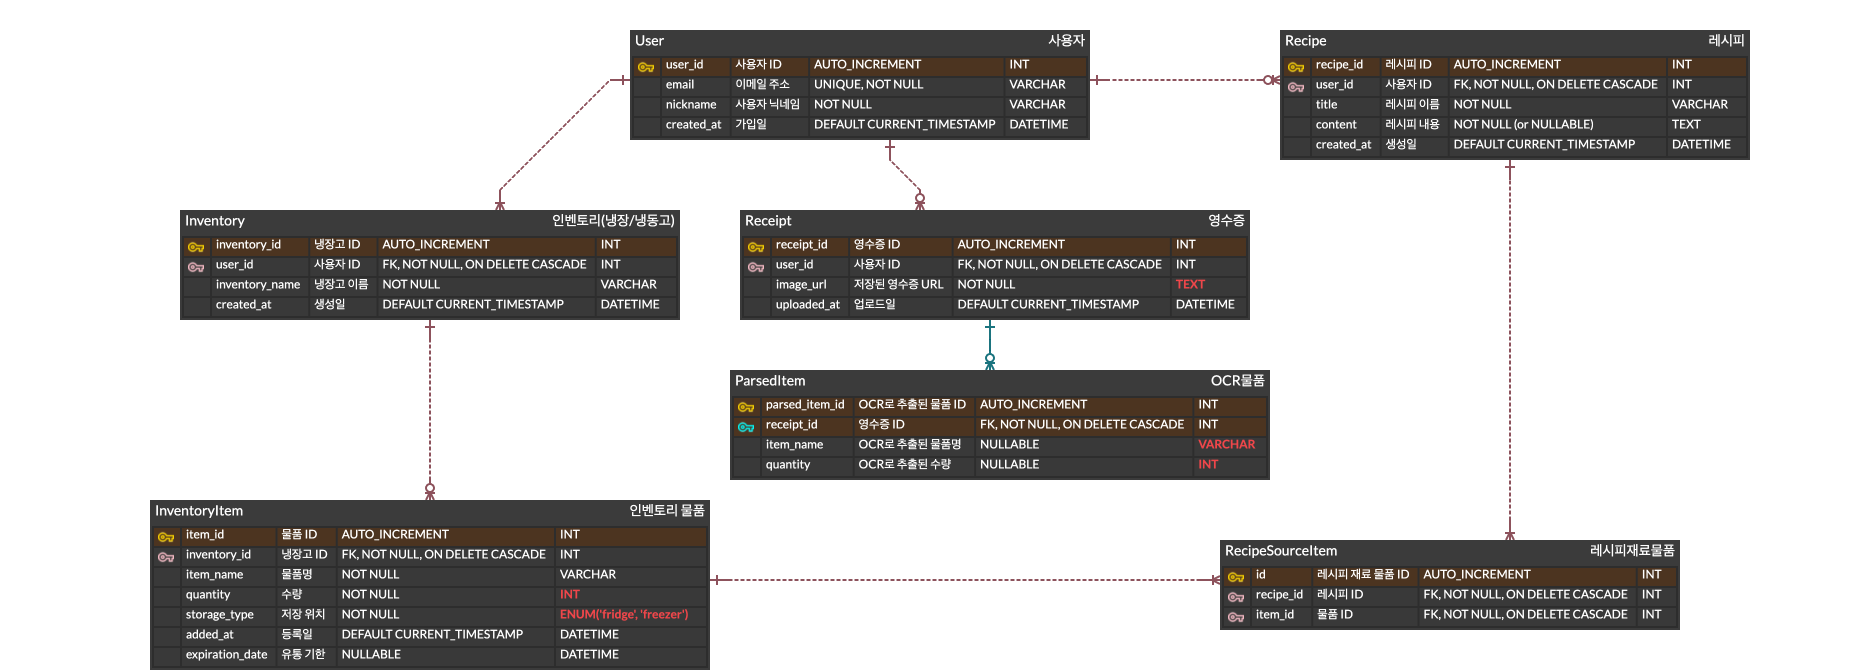 User 사용자
user_id 사용자 ID AUTO_INCREMENT INT
email 이메일 주소 UNIQUE, NOT NULL VARCHAR
nickname 사용자 닉네임 NOT NULL VARCHAR
created_at 가입일 DEFAULT CURRENT_TIMESTAMP DATETIME
Recipe 레시피
recipe_id 레시피 ID AUTO_INCREMENT INT
user_id 사용자 ID FK, NOT NULL, ON DELETE CASCADE INT
title 레시피 이름 NOT NULL VARCHAR
content 레시피 내용 NOT NULL (or NULLABLE) TEXT
created_at 생성일 DEFAULT CURRENT_TIMESTAMP DATETIME
Inventory 인벤토리(냉장/냉동고)
inventory_id 냉장고 ID AUTO_INCREMENT INT
user_id 사용자 ID FK, NOT NULL, ON DELETE CASCADE INT
inventory_name 냉장고 이름 NOT NULL VARCHAR
created_at 생성일 DEFAULT CURRENT_TIMESTAMP DATETIME
Receipt 영수증
receipt_id 영수증 ID AUTO_INCREMENT INT
user_id 사용자 ID FK, NOT NULL, ON DELETE CASCADE INT
image_url 저장된 영수증 URL NOT NULL TEXT
uploaded_at 업로드일 DEFAULT CURRENT_TIMESTAMP DATETIME
ParsedItem OCR물품
parsed_item_id OCR로 추출된 물품 ID AUTO_INCREMENT INT
receipt_id 영수증 ID FK, NOT NULL, ON DELETE CASCADE INT
item_name OCR로 추출된 물품명 NULLABLE VARCHAR
quantity OCR로 추출된 수량 NULLABLE INT
InventoryItem 인벤토리 물품
item_id 물품 ID AUTO_INCREMENT INT
inventory_id 냉장고 ID FK, NOT NULL, ON DELETE CASCADE INT
item_name 물품명 NOT NULL VARCHAR
quantity 수량 NOT NULL INT
storage_type 저장 위치 NOT NULL ENUM('fridge', 'freezer')
added_at 등록일 DEFAULT CURRENT_TIMESTAMP DATETIME
expiration_date 유통 기한 NULLABLE DATETIME
RecipeSourceItem 레시피재료물품
id 레시피 재료 물품 ID AUTO_INCREMENT INT
recipe_id 레시피 ID FK, NOT NULL, ON DELETE CASCADE INT
item_id 물품 ID FK, NOT NULL, ON DELETE CASCADE INT